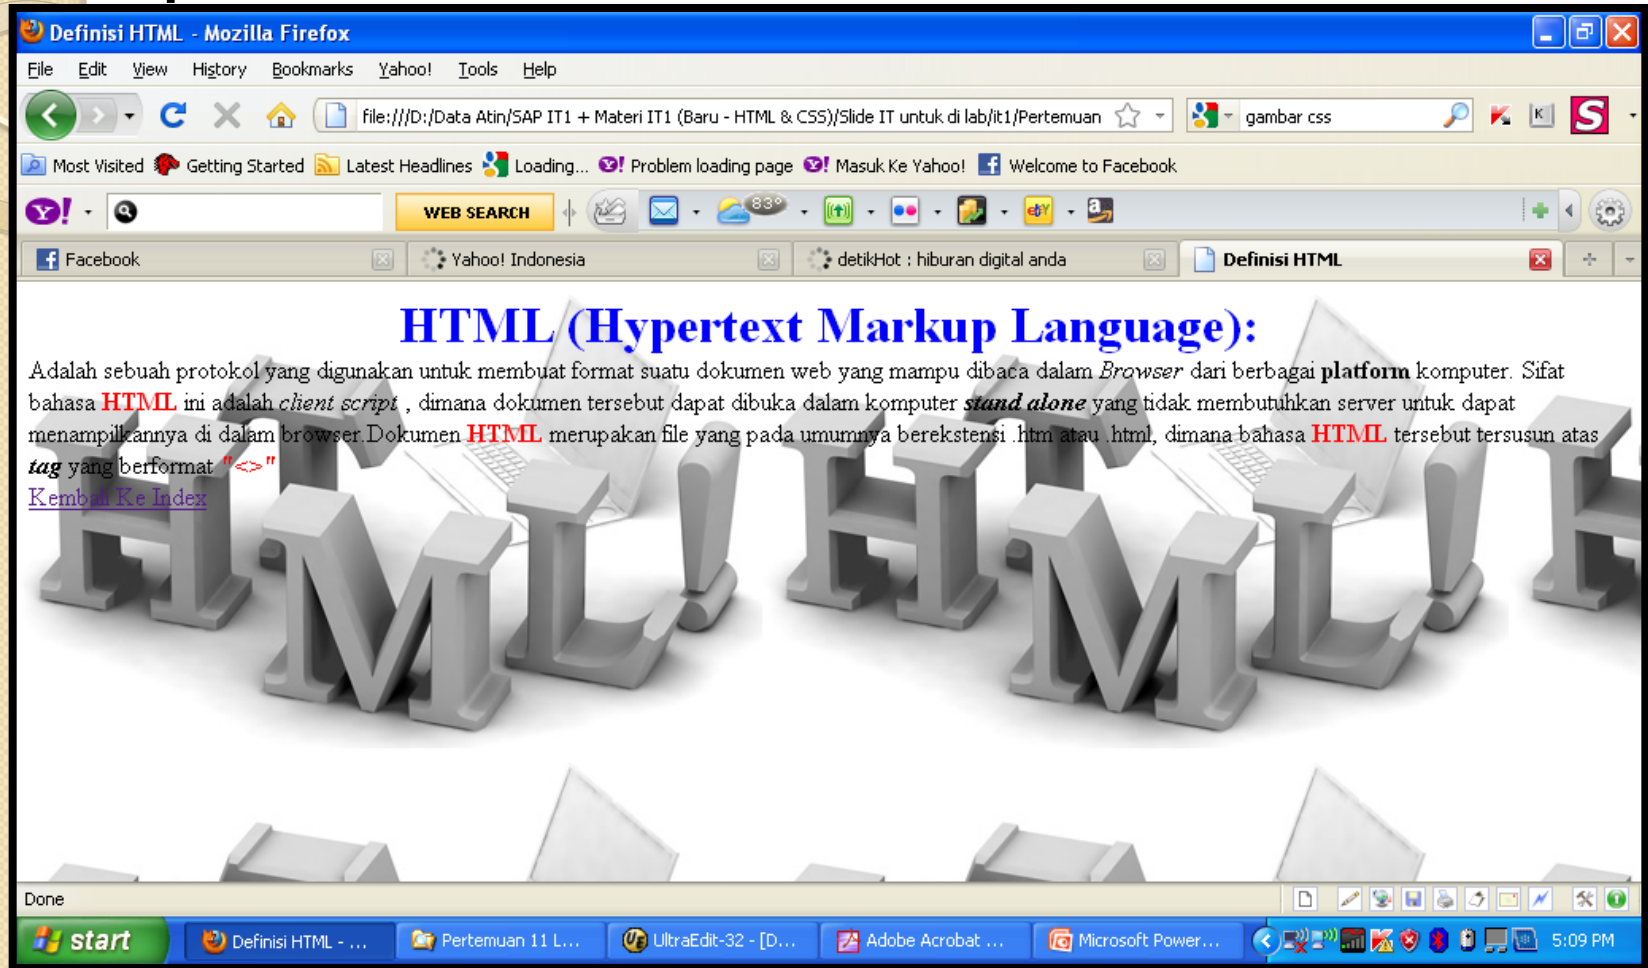 Definisi HTML - Mozilla Firefox
File Edit View History Bookmarks Yahoo! Tools Help
file:///D:/Data Atin/SAP IT1 + Materi IT1 (Baru - HTML & CSS)/Slide IT untuk di lab/it1/Pertemuan gambar css K S
Most Visited Getting Started Latest Headlines Loading... Y! Problem loading page Y! Masuk Ke Yahoo! f Welcome to Facebook
Y! WEB SEARCH 83° ebY a
f Facebook Yahoo! Indonesia detikHot : hiburan digital anda Definisi HTML
HTML (Hypertext Markup Language):
Adalah sebuah protokol yang digunakan untuk membuat format suatu dokumen web yang mampu dibaca dalam Browser dari berbagai platform komputer. Sifat
bahasa HTML ini adalah client script , dimana dokumen tersebut dapat dibuka dalam komputer stand alone yang tidak membutuhkan server untuk dapat
menampilkannya di dalam browser.Dokumen HTML merupakan file yang pada umumnya berekstensi .htm atau .html, dimana bahasa HTML tersebut tersusun atas
tag yang berformat "<>"
Kembali Ke Index
HTML! HTML! H
Done
start Definisi HTML - ... Pertemuan 11 L... UltraEdit-32 - [D... Adobe Acrobat ... Microsoft Power... 5:09 PM